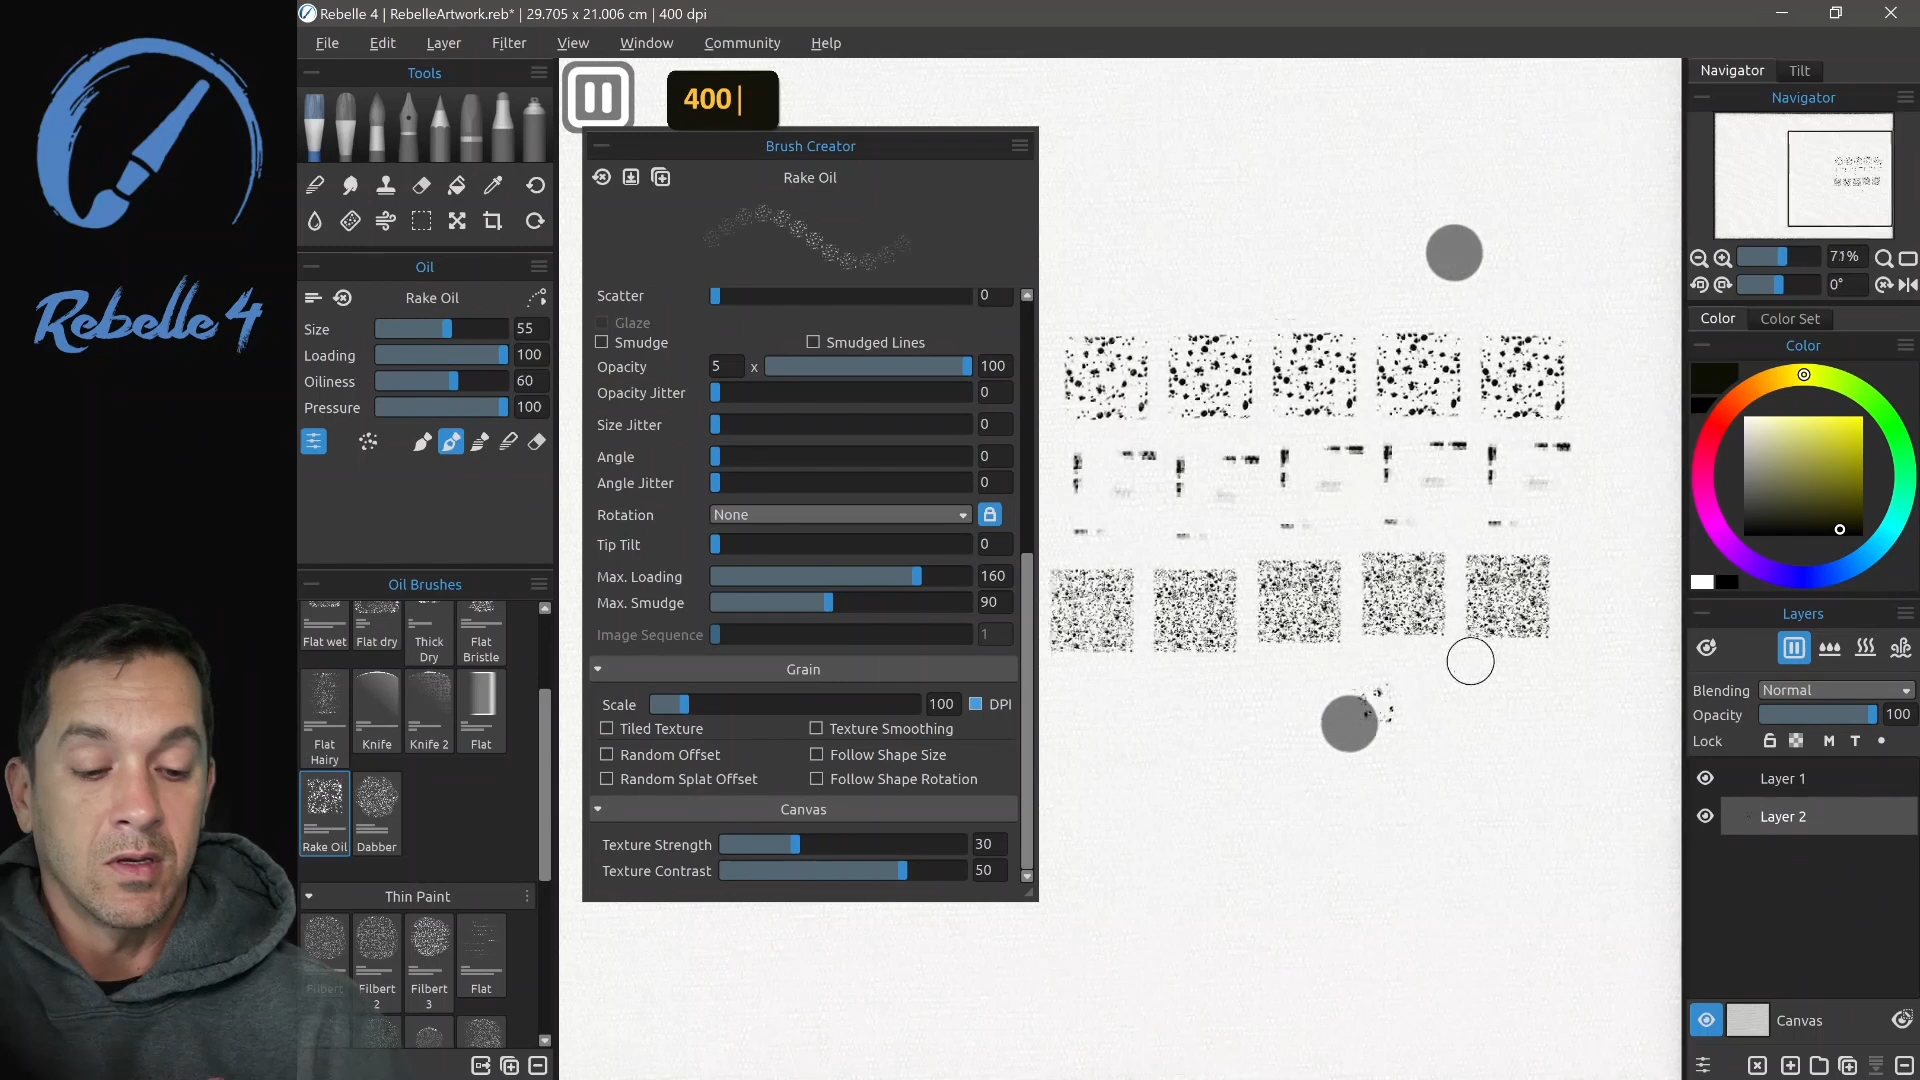 Rebelle 4 | RebelleArtwork.reb* | 29.705 x 21.006 cm | 400 dpi
File Edit Layer Filter View Window Community Help
Rebelle 4
Tools
Oil
Rake Oil
Size 55
Loading 100
Oiliness 60
Pressure 100
Oil Brushes
Flat wet
Flat dry
Thick Dry
Flat Bristle
Flat Hairy
Knife
Knife 2
Flat
Rake Oil
Dabber
Thin Paint
Filbert
Filbert 2
Filbert 3
Flat
400
Brush Creator
Rake Oil
Scatter 0
Glaze
Smudge Smudged Lines
Opacity 5 x 100
Opacity Jitter 0
Size Jitter 0
Angle 0
Angle Jitter 0
Rotation None
Tip Tilt 0
Max. Loading 160
Max. Smudge 90
Image Sequence 1
Grain
Scale 100 DPI
Tiled Texture Texture Smoothing
Random Offset Follow Shape Size
Random Splat Offset Follow Shape Rotation
Canvas
Texture Strength 30
Texture Contrast 50
Navigator Tilt
Navigator
71%
0°
Color Color Set
Color
Layers
Blending Normal
Opacity 100
Lock M T
Layer 1
Layer 2
Canvas